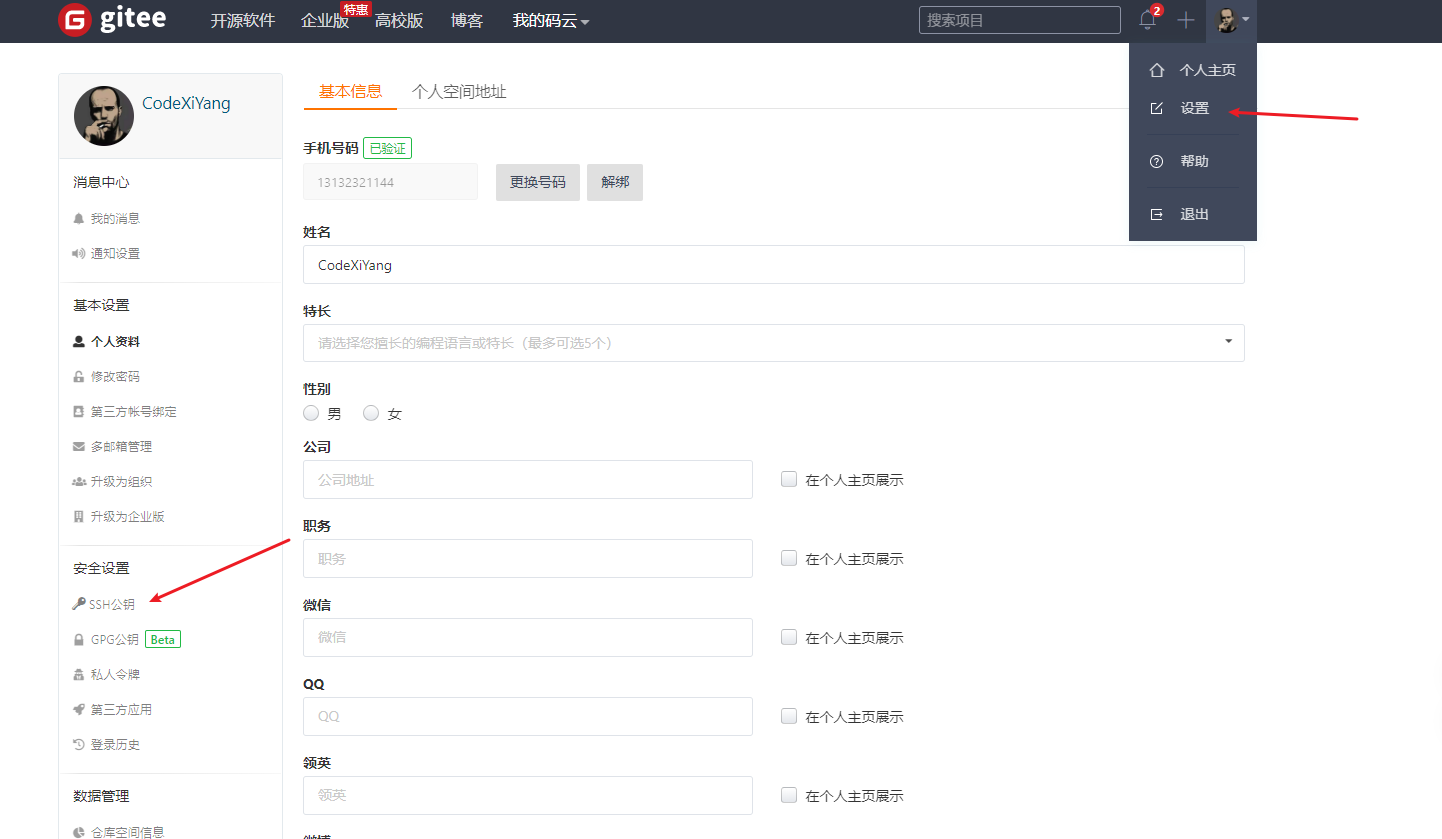 gitee 开源软件 企业版 特惠 高校版 博客 我的码云 搜索项目 2
个人主页
设置
帮助
退出
CodeXiYang
消息中心
我的消息
通知设置
基本设置
个人资料
修改密码
第三方帐号绑定
多邮箱管理
升级为组织
升级为企业版
安全设置
SSH公钥
GPG公钥 Beta
私人令牌
第三方应用
登录历史
数据管理
仓库空间信息
基本信息 个人空间地址
手机号码 已验证
13132321144 更换号码 解绑
姓名
CodeXiYang
特长
请选择您擅长的编程语言或特长（最多可选5个）
性别
男 女
公司
公司地址 在个人主页展示
职务
职务 在个人主页展示
微信
微信 在个人主页展示
QQ
QQ 在个人主页展示
领英
领英 在个人主页展示